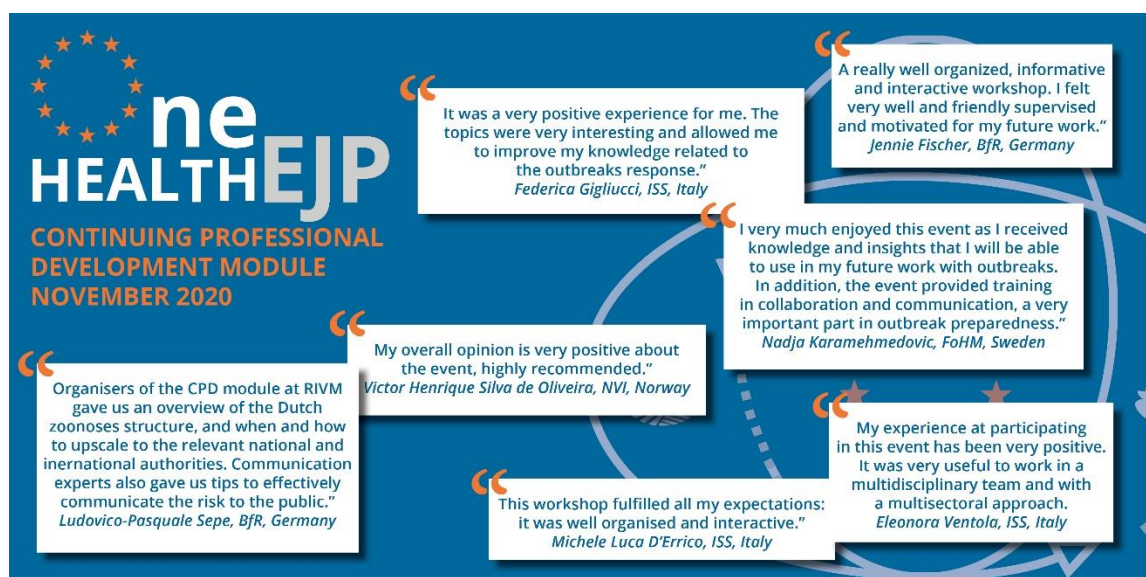 One
HEALTHEJP
CONTINUING PROFESSIONAL
DEVELOPMENT MODULE
NOVEMBER 2020
“It was a very positive experience for me. The
topics were very interesting and allowed me
to improve my knowledge related to
the outbreaks response.”
Federica Gigliucci, ISS, Italy
“A really well organized, informative
and interactive workshop. I felt
very well and friendly supervised
and motivated for my future work.”
Jennie Fischer, BfR, Germany
“I very much enjoyed this event as I received
knowledge and insights that I will be able
to use in my future work with outbreaks.
In addition, the event provided training
in collaboration and communication, a very
important part in outbreak preparedness.”
Nadja Karamehmedovic, FoHM, Sweden
“My overall opinion is very positive about
the event, highly recommended.”
Victor Henrique Silva de Oliveira, NVI, Norway
“Organisers of the CPD module at RIVM
gave us an overview of the Dutch
zoonoses structure, and when and how
to upscale to the relevant national and
inernational authorities. Communication
experts also gave us tips to effectively
communicate the risk to the public.”
Ludovico-Pasquale Sepe, BfR, Germany
“My experience at participating
in this event has been very positive.
It was very useful to work in a
multidisciplinary team and with
a multisectoral approach.
Eleonora Ventola, ISS, Italy
“This workshop fulfilled all my expectations:
it was well organised and interactive.”
Michele Luca D’Errico, ISS, Italy